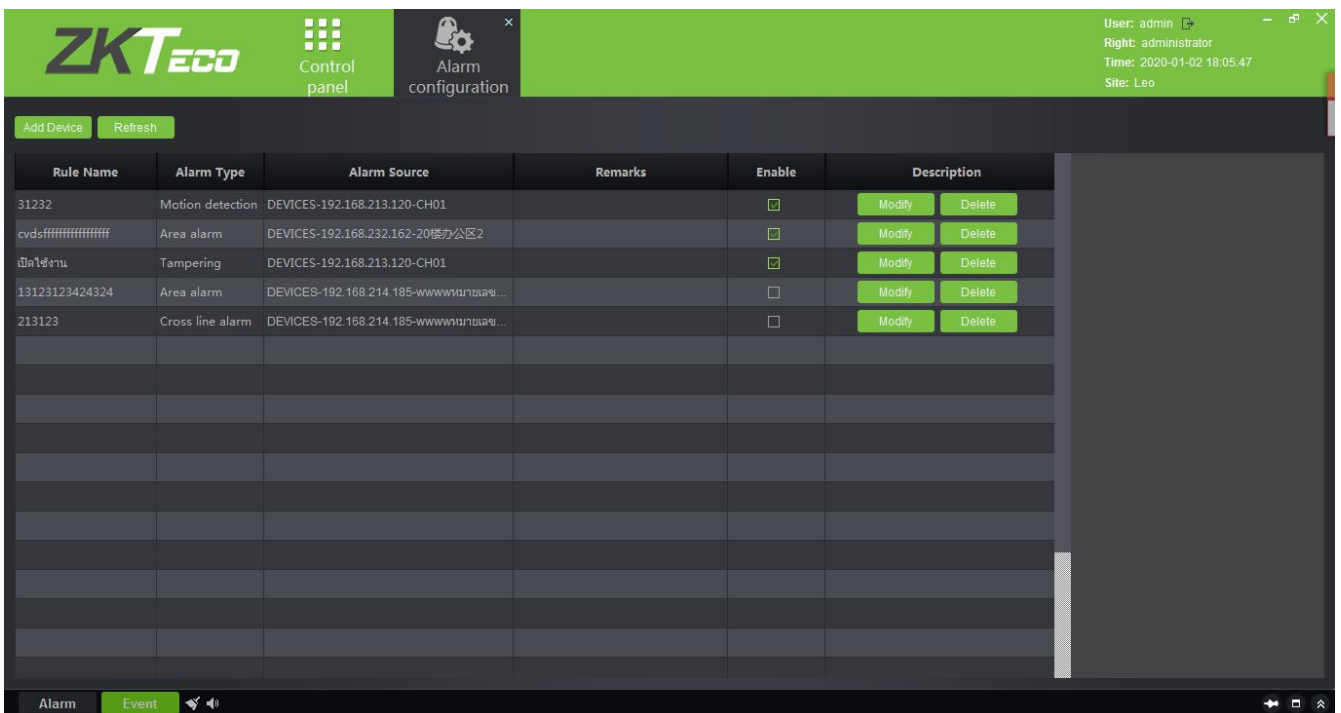 ZKTECO
Control
panel
×
Alarm
configuration
User: admin
Right: administrator
Time: 2020-01-02 18:05:47
Site: Leo
Add Device Refresh
Rule Name Alarm Type Alarm Source Remarks Enable Description
31232 Motion detection DEVICES-192.168.213.120-CH01 Modify Delete
cvdsfffffffffffffffff Area alarm DEVICES-192.168.232.162-20楼办公区2 Modify Delete
เปิดใช้งาน Tampering DEVICES-192.168.213.120-CH01 Modify Delete
13123123424324 Area alarm DEVICES-192.168.214.185-wwwwหมายเลข... Modify Delete
213123 Cross line alarm DEVICES-192.168.214.185-wwwwหมายเลข... Modify Delete
Alarm Event